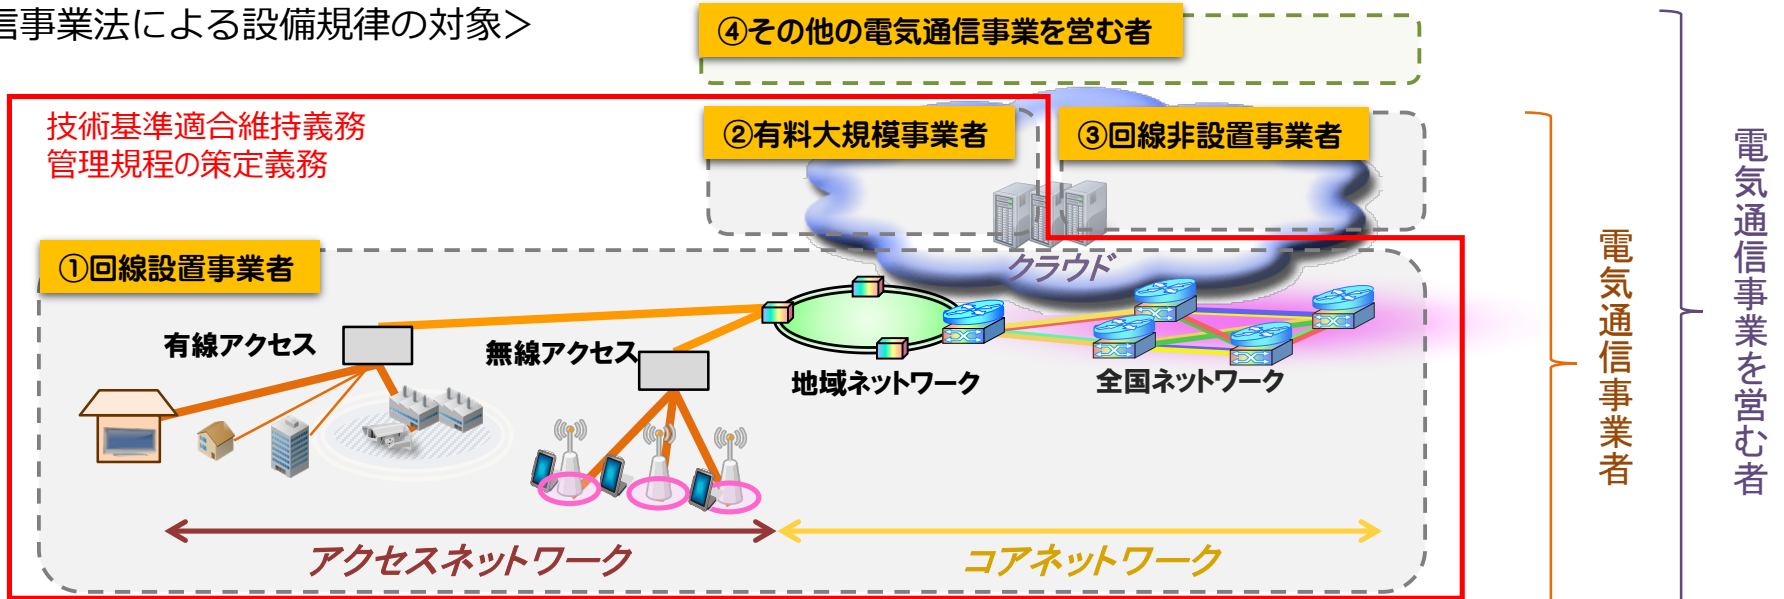 信事業法による設備規律の対象＞
④その他の電気通信事業を営む者
技術基準適合維持義務
管理規程の策定義務
②有料大規模事業者
③回線非設置事業者
①回線設置事業者
クラウド
有線アクセス
無線アクセス
地域ネットワーク
全国ネットワーク
アクセスネットワーク
コアネットワーク
電気通信事業者
電気通信事業を営む者